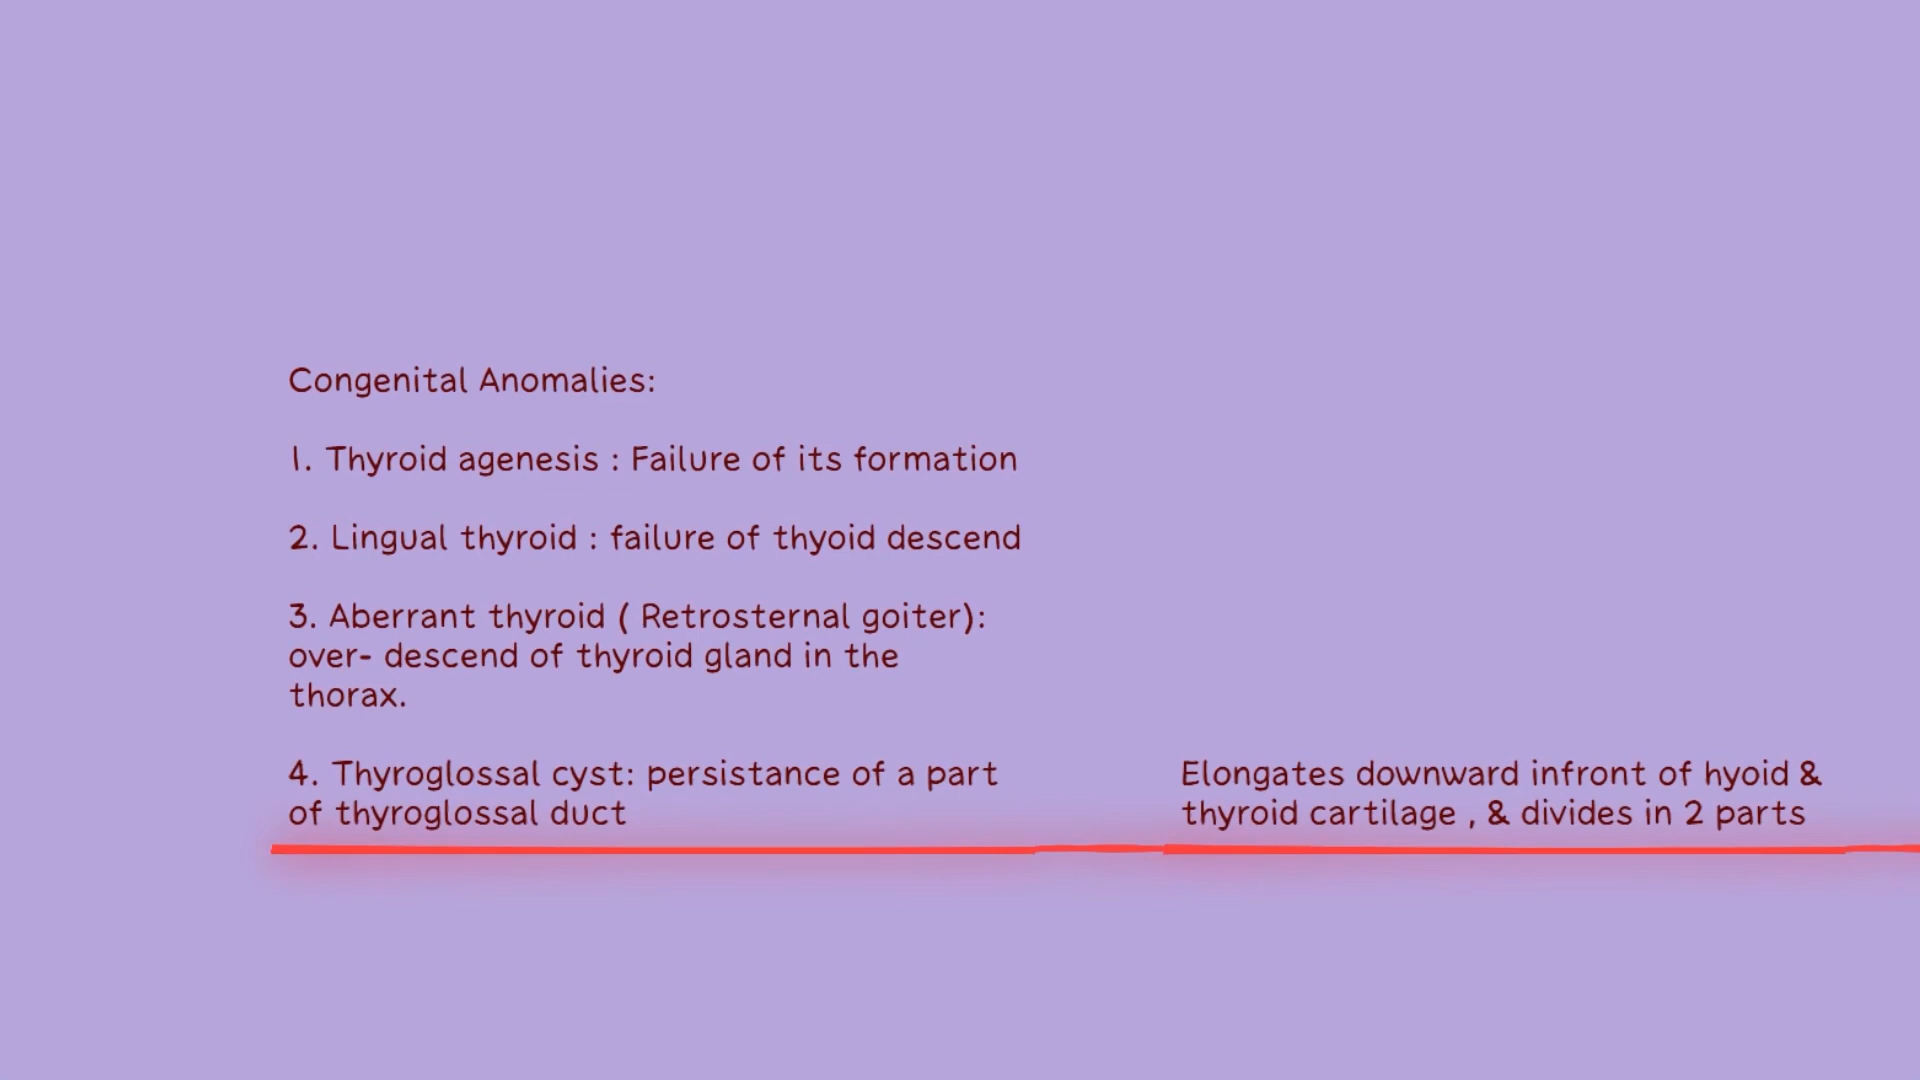 Congenital Anomalies:
1. Thyroid agenesis : Failure of its formation
2. Lingual thyroid : failure of thyoid descend
3. Aberrant thyroid ( Retrosternal goiter):
over- descend of thyroid gland in the
thorax.
4. Thyroglossal cyst: persistance of a part
of thyroglossal duct
Elongates downward infront of hyoid &
thyroid cartilage , & divides in 2 parts